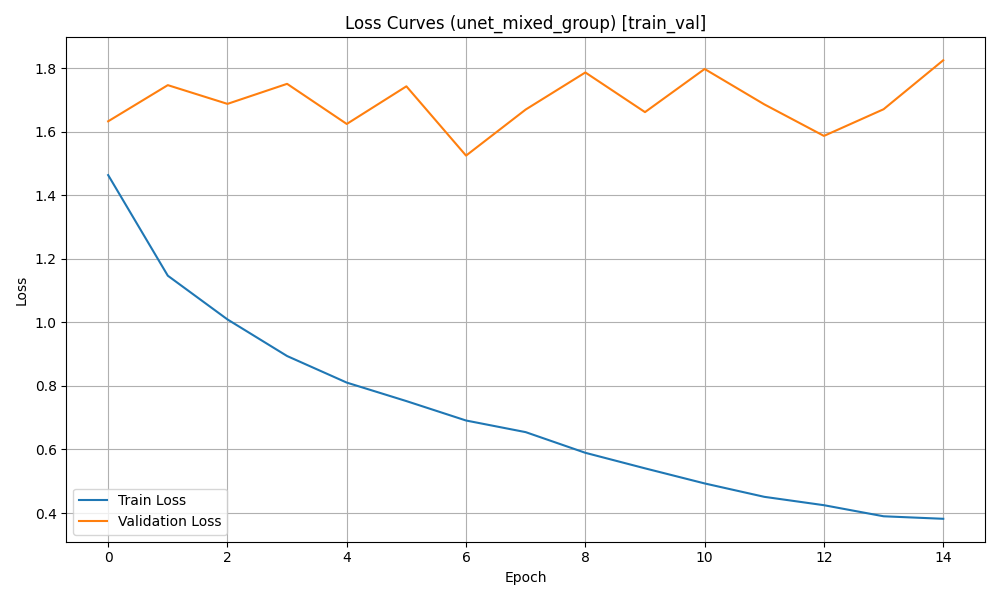 Loss Curves (unet_mixed_group) [train_val]
1.8
1.6
1.4
1.2
1.0
0.8
0.6
0.4
Loss
Train Loss
Validation Loss
0 2 4 6 8 10 12 14
Epoch